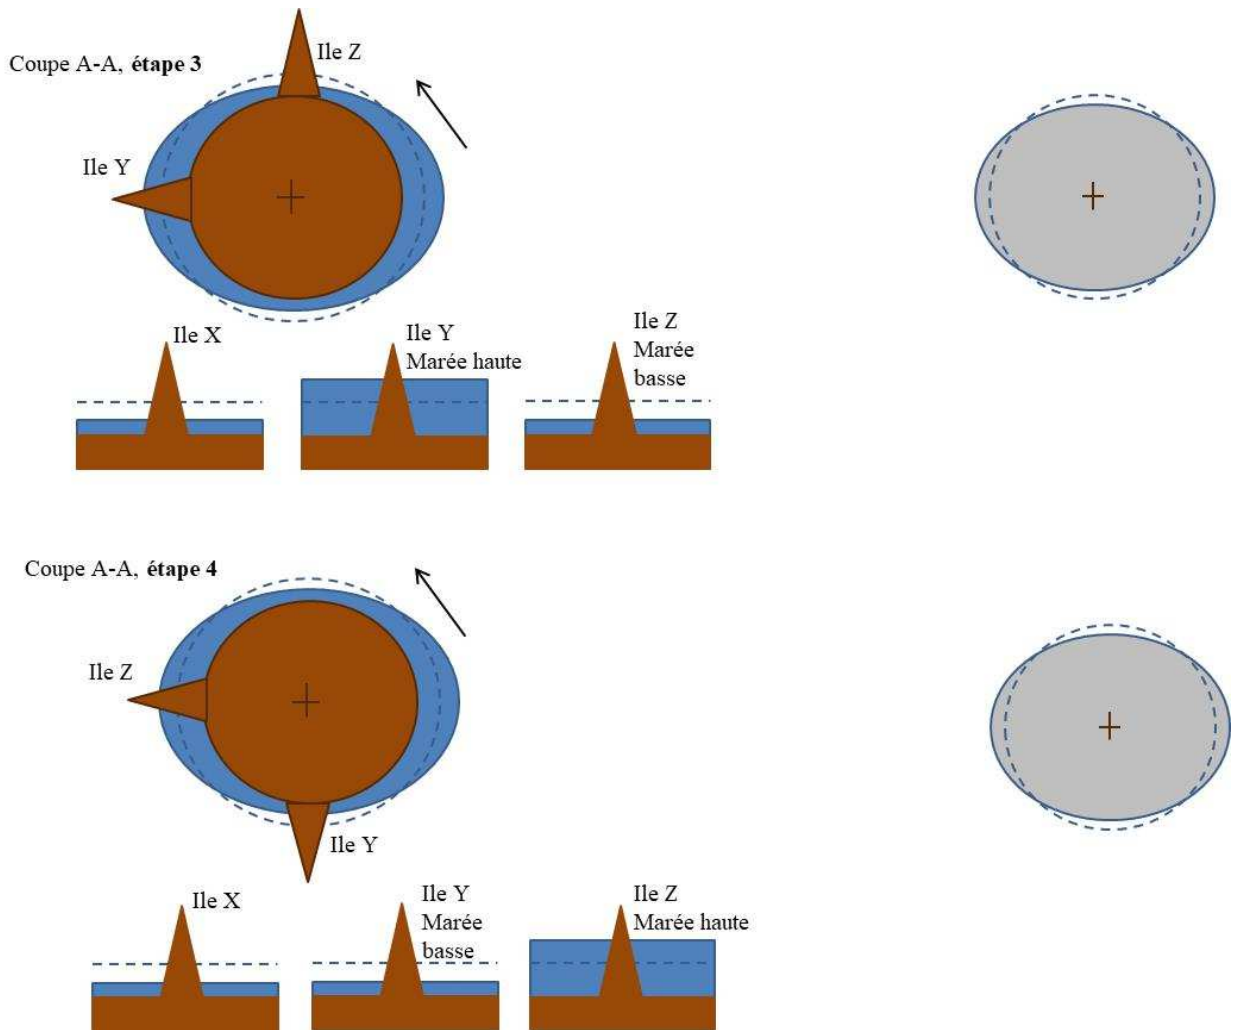 Ile Z
Coupe A-A, étape 3
Ile Y
Ile X
Ile Y
Marée haute
Ile Z
Marée
basse
Coupe A-A, étape 4
Ile Z
Ile Y
Ile X
Ile Y
Marée
basse
Ile Z
Marée haute